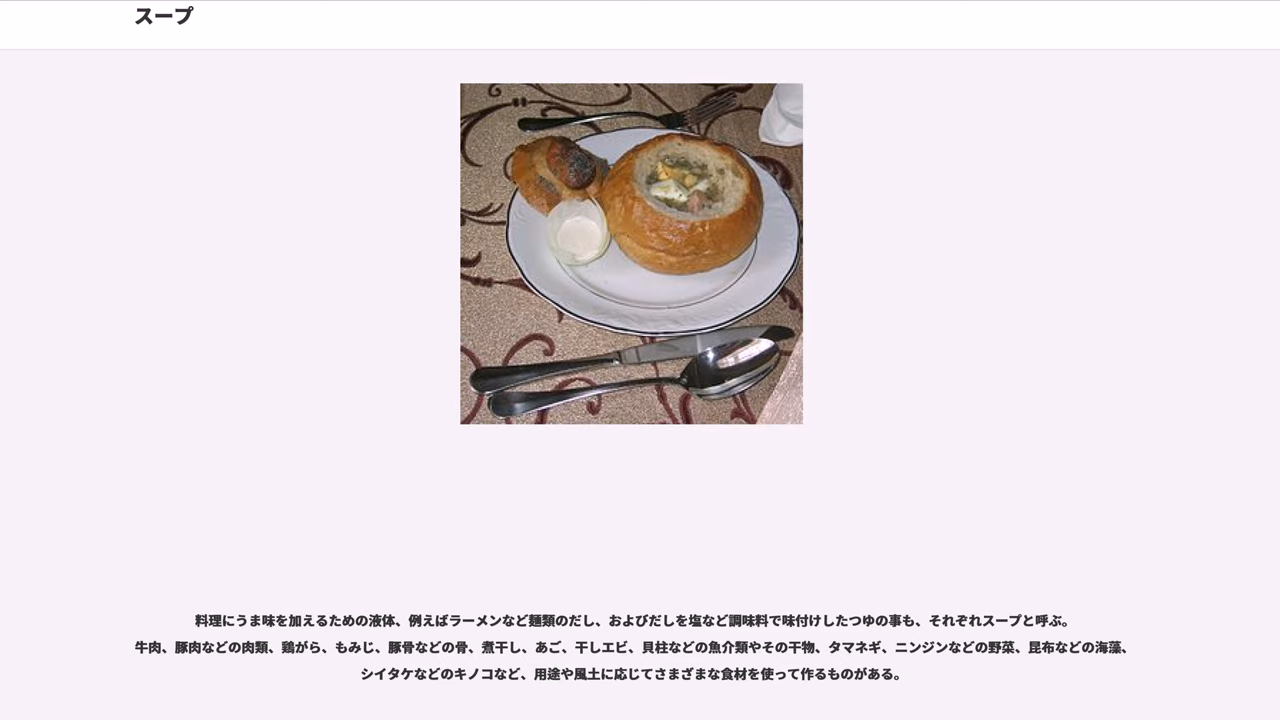 スープ
料理にうま味を加えるための液体、例えばラーメンなど麺類のだし、およびだしを塩など調味料で味付けしたつゆの事も、それぞれスープと呼ぶ。
牛肉、豚肉などの肉類、鶏がら、もみじ、豚骨などの骨、煮干し、あご、干しエビ、貝柱などの魚介類やその干物、タマネギ、ニンジンなどの野菜、昆布などの海藻、
シイタケなどのキノコなど、用途や風土に応じてさまざまな食材を使って作るものがある。